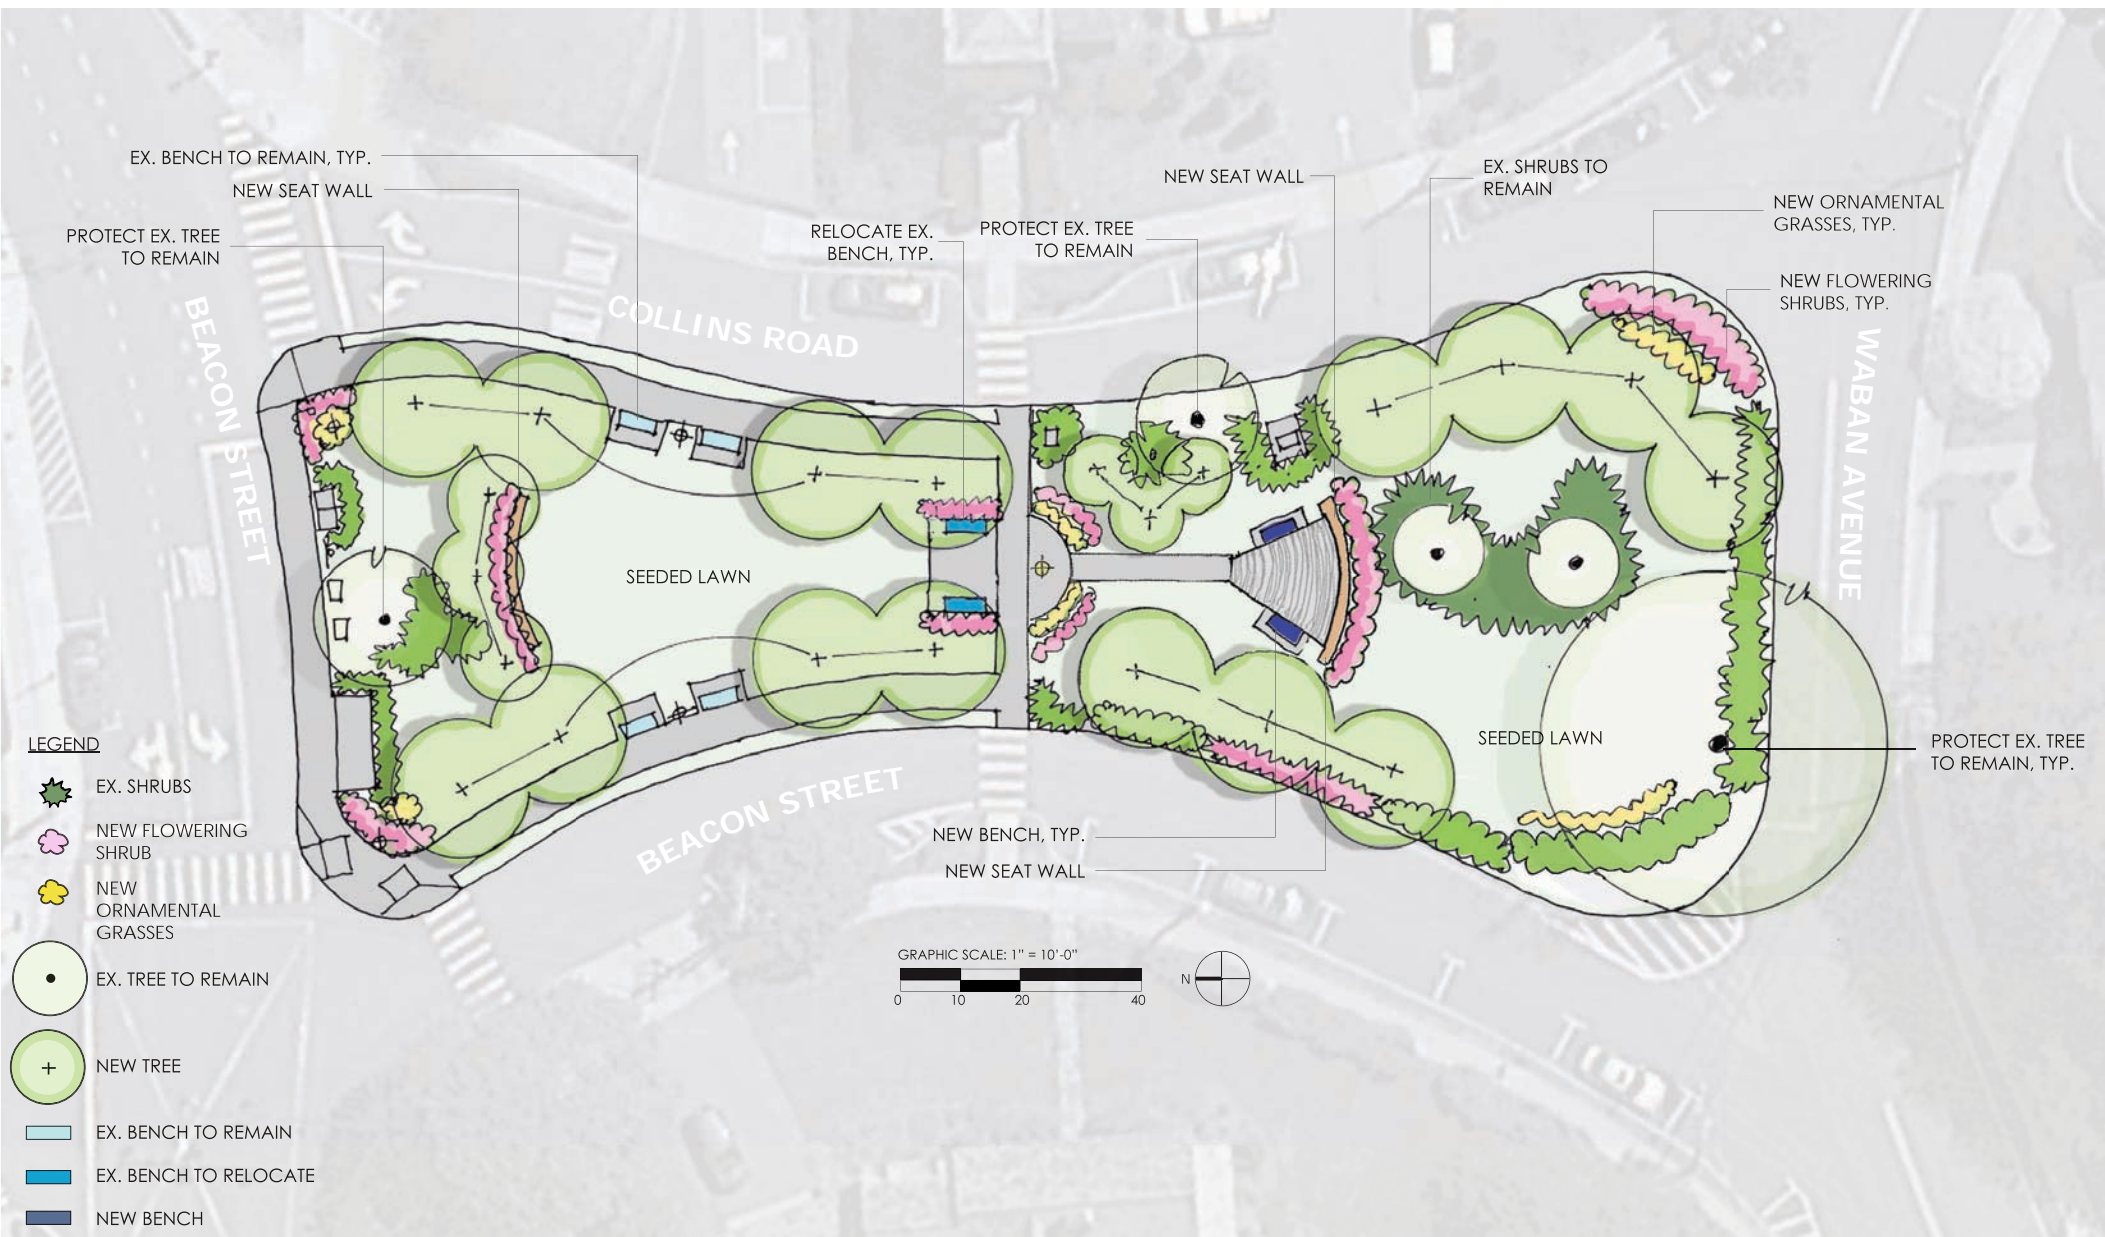 EX. BENCH TO REMAIN, TYP.
NEW SEAT WALL
PROTECT EX. TREE
TO REMAIN
RELOCATE EX.
BENCH, TYP.
PROTECT EX. TREE
TO REMAIN
NEW SEAT WALL
EX. SHRUBS TO
REMAIN
NEW ORNAMENTAL
GRASSES, TYP.
NEW FLOWERING
SHRUBS, TYP.
BEACON STREET
COLLINS ROAD
WABAN AVENUE
SEEDED LAWN
SEEDED LAWN
PROTECT EX. TREE
TO REMAIN, TYP.
BEACON STREET
NEW BENCH, TYP.
NEW SEAT WALL
LEGEND
EX. SHRUBS
NEW FLOWERING
SHRUB
NEW
ORNAMENTAL
GRASSES
EX. TREE TO REMAIN
NEW TREE
EX. BENCH TO REMAIN
EX. BENCH TO RELOCATE
NEW BENCH
GRAPHIC SCALE: 1" = 10'-0"
0 10 20 40
N